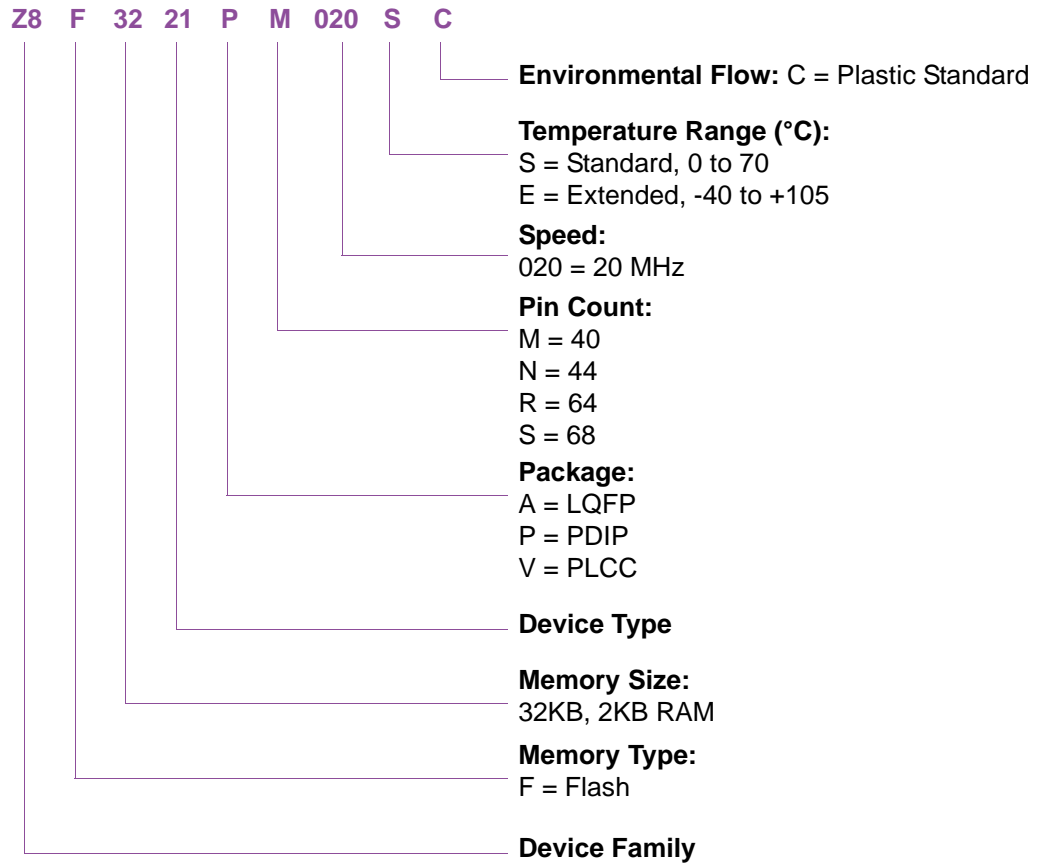 Z8 F 32 21 P M 020 S C
Environmental Flow: C = Plastic Standard
Temperature Range (°C):
S = Standard, 0 to 70
E = Extended, -40 to +105
Speed:
020 = 20 MHz
Pin Count:
M = 40
N = 44
R = 64
S = 68
Package:
A = LQFP
P = PDIP
V = PLCC
Device Type
Memory Size:
32KB, 2KB RAM
Memory Type:
F = Flash
Device Family